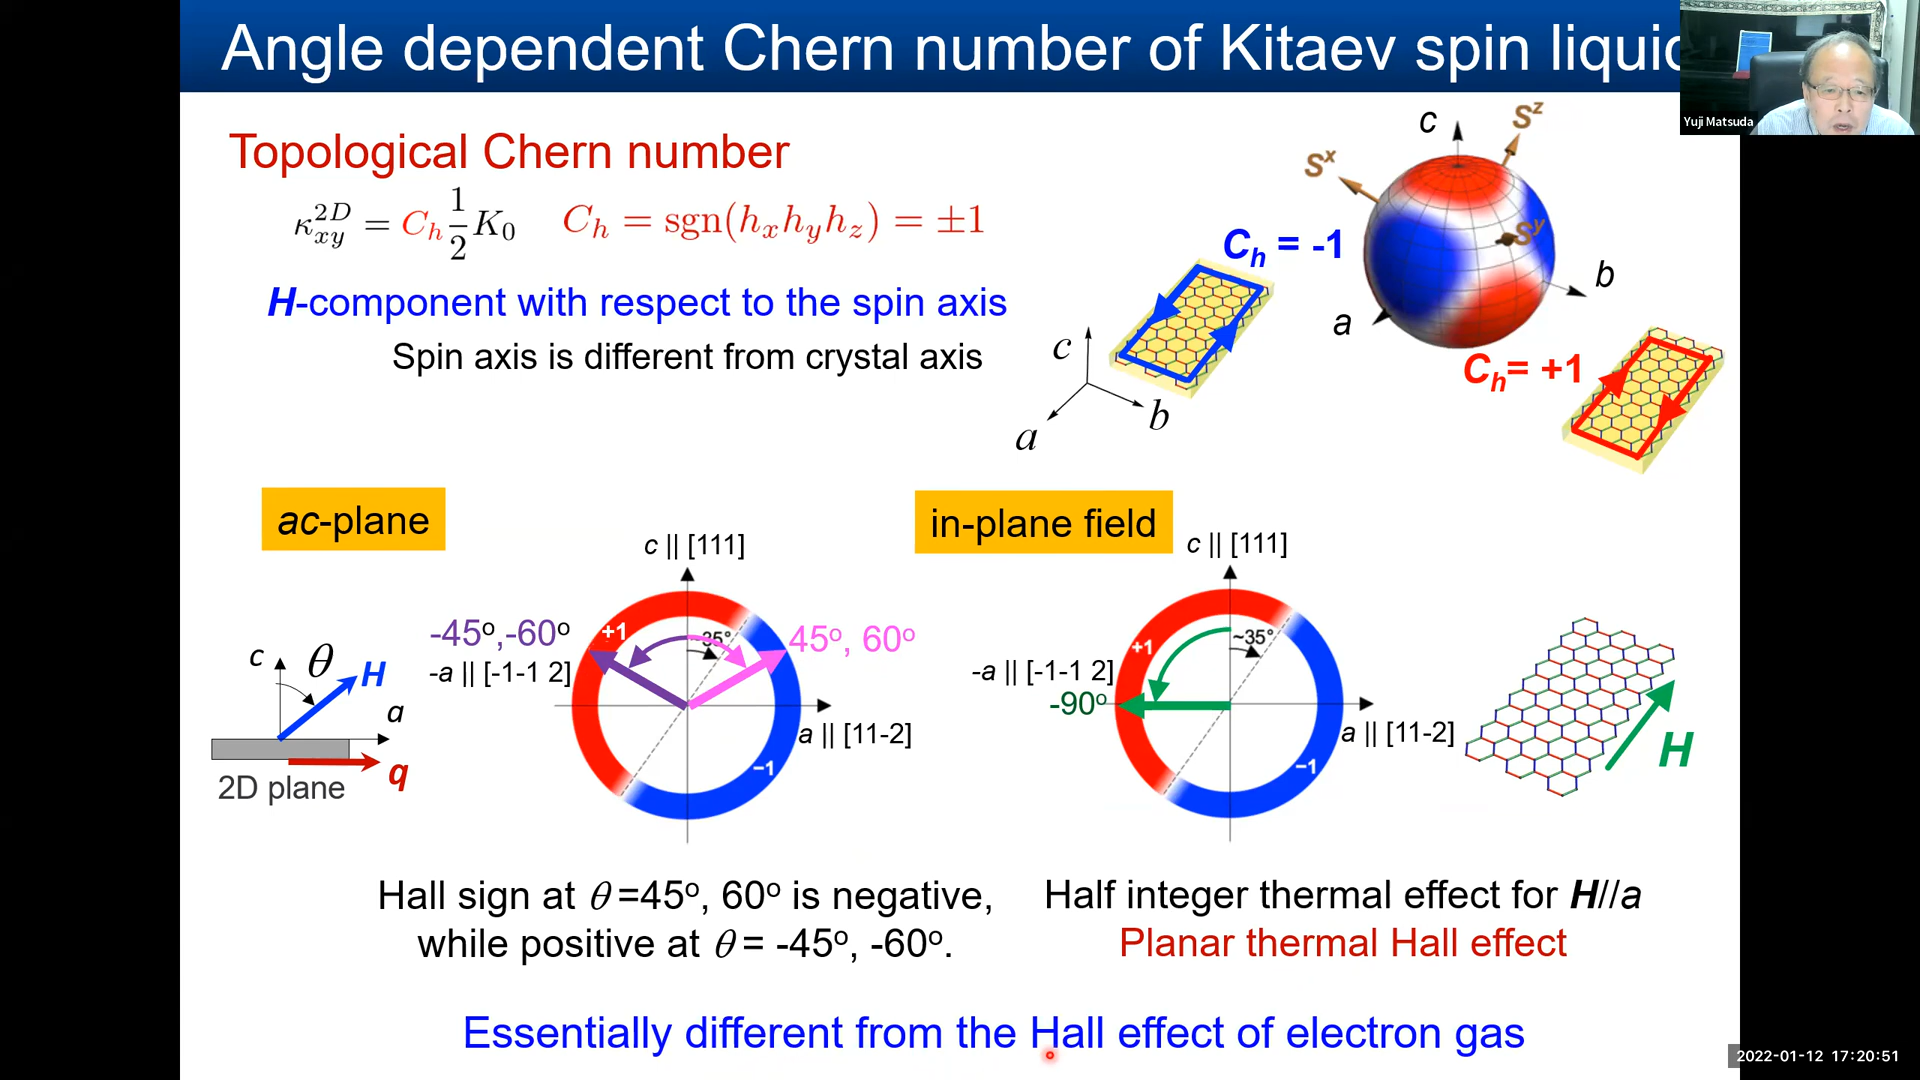 Angle dependent Chern number of Kitaev spin liquid
Yuji Matsuda
Topological Chern number
κ_xy^2D = C_h 1/2 K_0   C_h = sgn(h_x h_y h_z) = ±1
H-component with respect to the spin axis
Spin axis is different from crystal axis
c
S^z
S^x
S^y
C_h = -1
b
a
C_h= +1
c
b
a
ac-plane
in-plane field
c || [111]
c || [111]
-45º,-60º
+1
~35°
45º, 60º
-a || [-1-1 2]
a || [11-2]
−1
c
θ
H
a
q
2D plane
+1
~35°
-a || [-1-1 2]
-90º
a || [11-2]
−1
H
Hall sign at θ =45º, 60º is negative,
while positive at θ = -45º, -60º.
Half integer thermal effect for H//a
Planar thermal Hall effect
Essentially different from the Hall effect of electron gas
2022-01-12 17:20:51